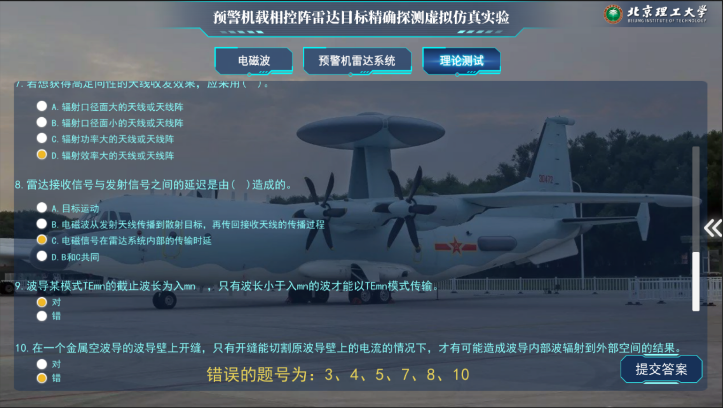 预警机载相控阵雷达目标精确探测虚拟仿真实验
北京理工大学
BEIJING INSTITUTE OF TECHNOLOGY
电磁波
预警机雷达系统
理论测试
7. 若想获得高定向性的天线收发效果，应采用( )。
A. 辐射口径面大的天线或天线阵
B. 辐射口径面小的天线或天线阵
C. 辐射功率大的天线或天线阵
D. 辐射效率大的天线或天线阵
8. 雷达接收信号与发射信号之间的延迟是由( )造成的。
A. 目标运动
B. 电磁波从发射天线传播到散射目标，再传回接收天线的传播过程
C. 电磁信号在雷达系统内部的传输时延
D. B和C共同
9. 波导某模式TEmn的截止波长为入mn ，只有波长小于入mn的波才能以TEmn模式传输。
对
错
10. 在一个金属空波导的波导壁上开缝，只有开缝能切割原波导壁上的电流的情况下，才有可能造成波导内部波辐射到外部空间的结果。
对
错
错误的题号为：3、4、5、7、8、10
提交答案